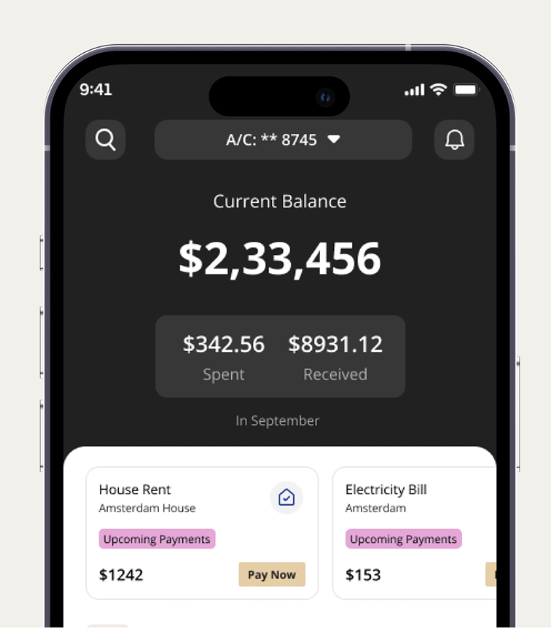 9:41
A/C: ** 8745
Current Balance
$2,33,456
$342.56 $8931.12
Spent Received
In September
House Rent
Amsterdam House
Upcoming Payments
$1242 Pay Now
Electricity Bill
Amsterdam
Upcoming Payments
$153